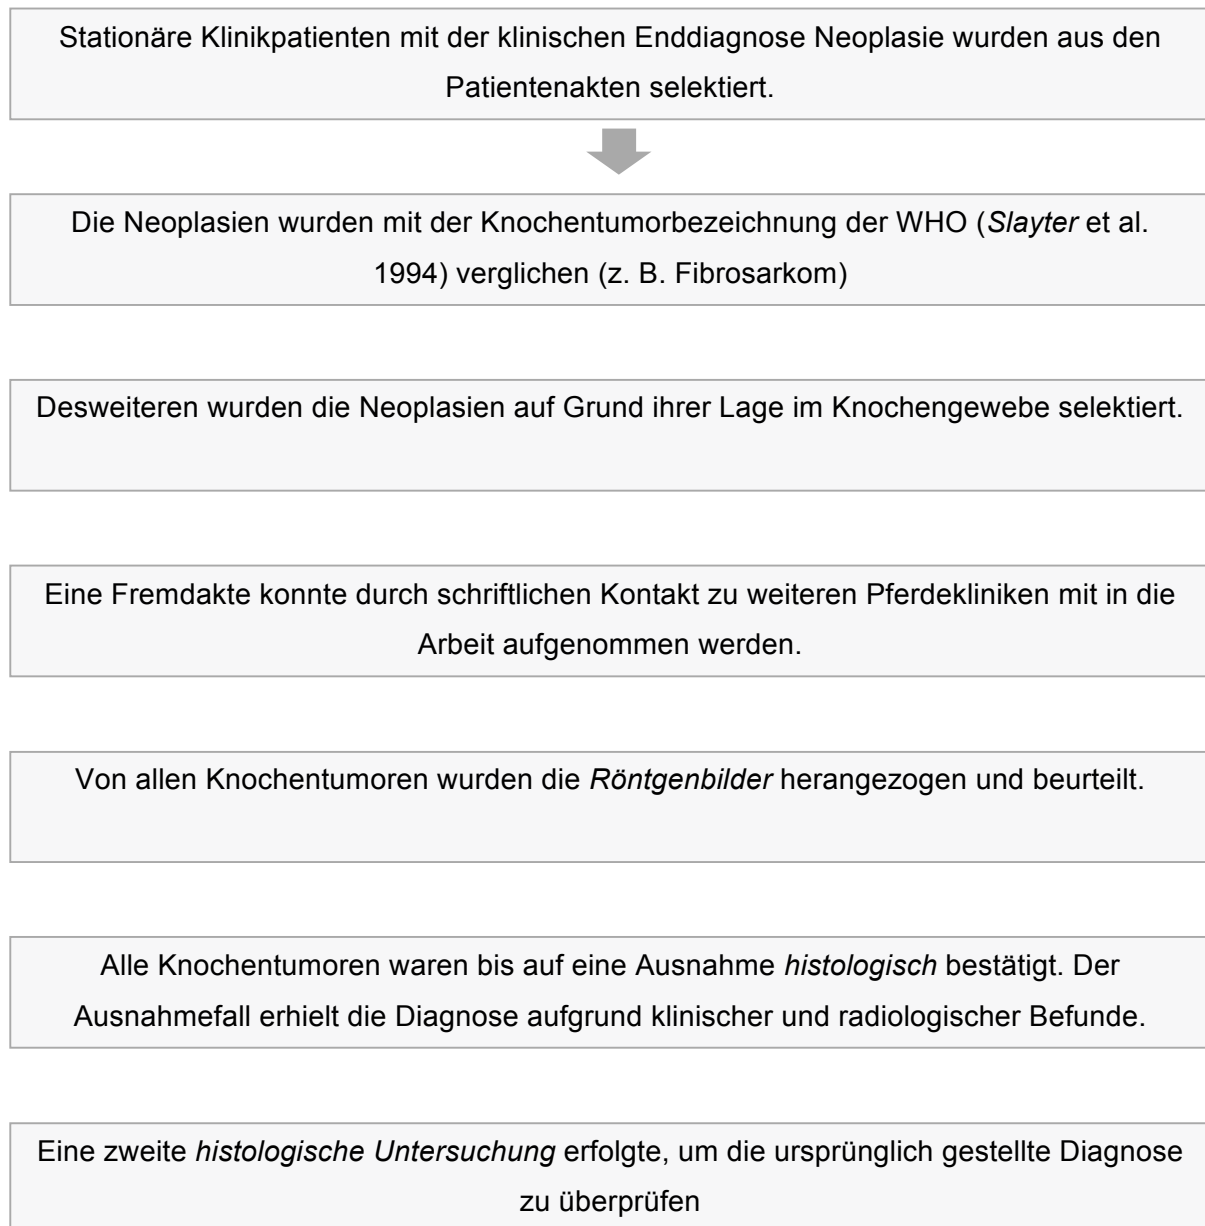 Stationäre Klinikpatienten mit der klinischen Enddiagnose Neoplasie wurden aus den
Patientenakten selektiert.
Die Neoplasien wurden mit der Knochentumorbezeichnung der WHO (Slayter et al.
1994) verglichen (z. B. Fibrosarkom)
Desweiteren wurden die Neoplasien auf Grund ihrer Lage im Knochengewebe selektiert.
Eine Fremdakte konnte durch schriftlichen Kontakt zu weiteren Pferdekliniken mit in die
Arbeit aufgenommen werden.
Von allen Knochentumoren wurden die Röntgenbilder herangezogen und beurteilt.
Alle Knochentumoren waren bis auf eine Ausnahme histologisch bestätigt. Der
Ausnahmefall erhielt die Diagnose aufgrund klinischer und radiologischer Befunde.
Eine zweite histologische Untersuchung erfolgte, um die ursprünglich gestellte Diagnose
zu überprüfen